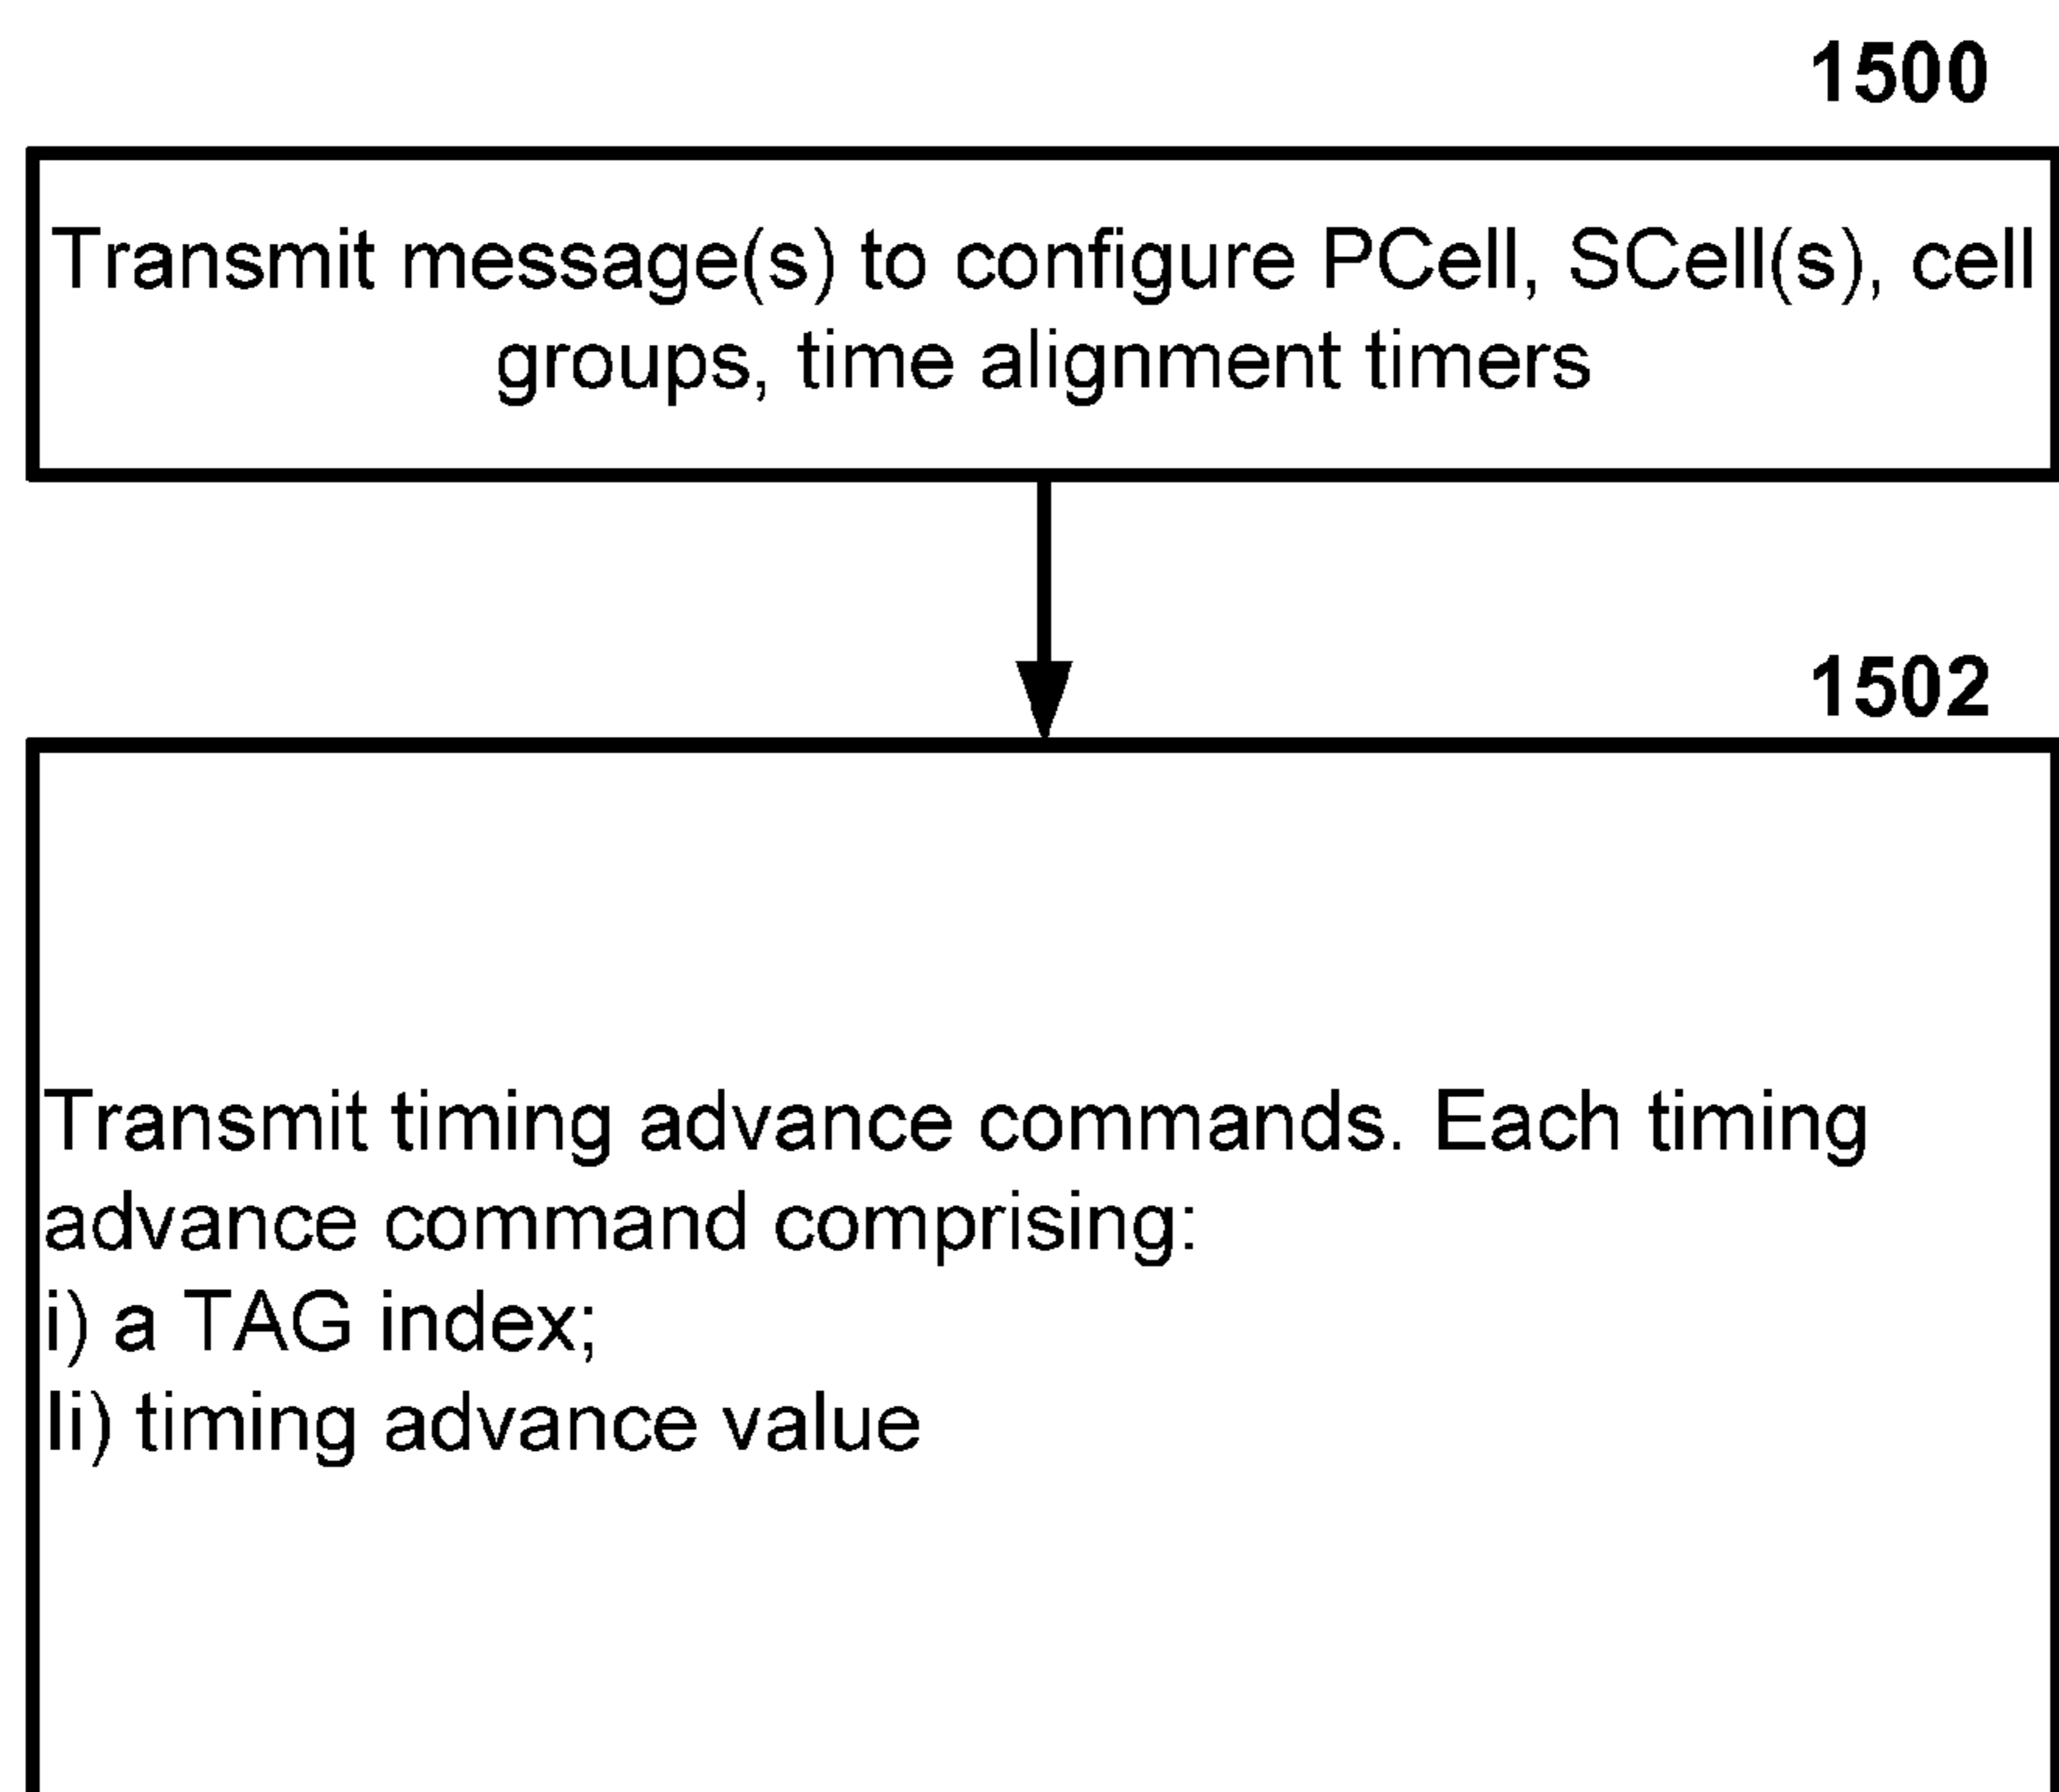 1500
Transmit message(s) to configure PCell, SCell(s), cell
groups, time alignment timers
1502
Transmit timing advance commands. Each timing
advance command comprising:
i) a TAG index;
Ii) timing advance value